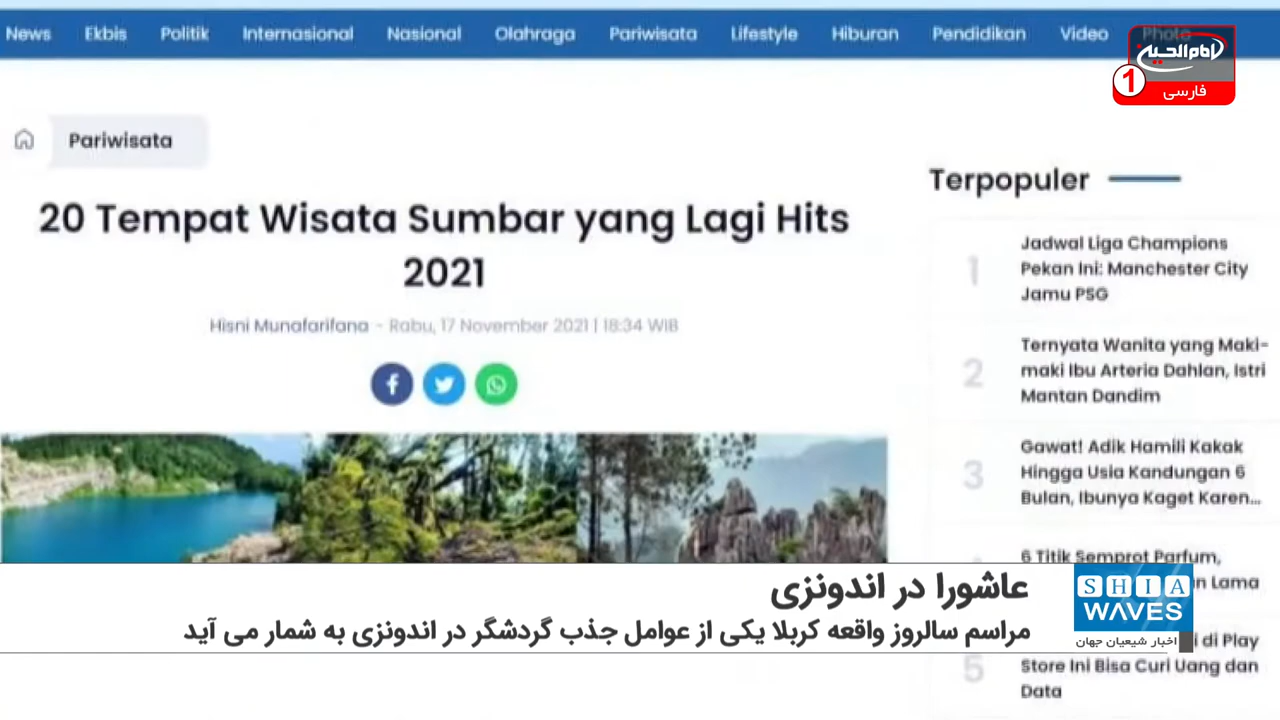 News Ekbis Politik Internasional Nasional Olahraga Pariwisata Lifestyle Hiburan Pendidikan Video Photo
امام الحسین
1 فارسی
Pariwisata
20 Tempat Wisata Sumbar yang Lagi Hits
2021
Hisni Munafarifana - Rabu, 17 November 2021 | 18:34 WIB
Terpopuler
1
Jadwal Liga Champions
Pekan Ini: Manchester City
Jamu PSG
2
Ternyata Wanita yang Maki-
maki Ibu Arteria Dahlan, Istri
Mantan Dandim
3
Gawat! Adik Hamili Kakak
Hingga Usia Kandungan 6
Bulan, Ibunya Kaget Karen...
6 Titik Semprot Parfum,
n Lama
5
i di Play
Store Ini Bisa Curi Uang dan
Data
عاشورا در اندونزی
مراسم سالروز واقعه کربلا یکی از عوامل جذب گردشگر در اندونزی به شمار می آید
SHIA
WAVES
اخبار شیعیان جهان